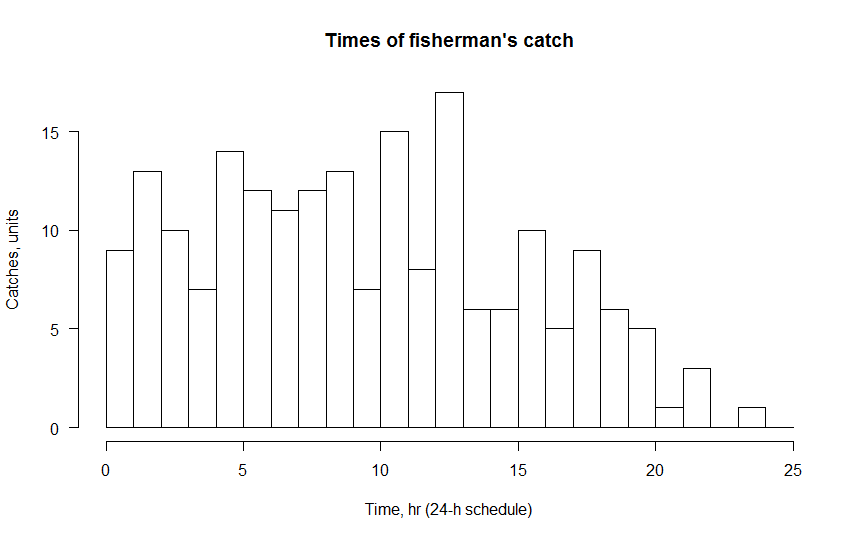 Times of fisherman's catch
Catches, units
15
10
5
0
0 5 10 15 20 25
Time, hr (24-h schedule)